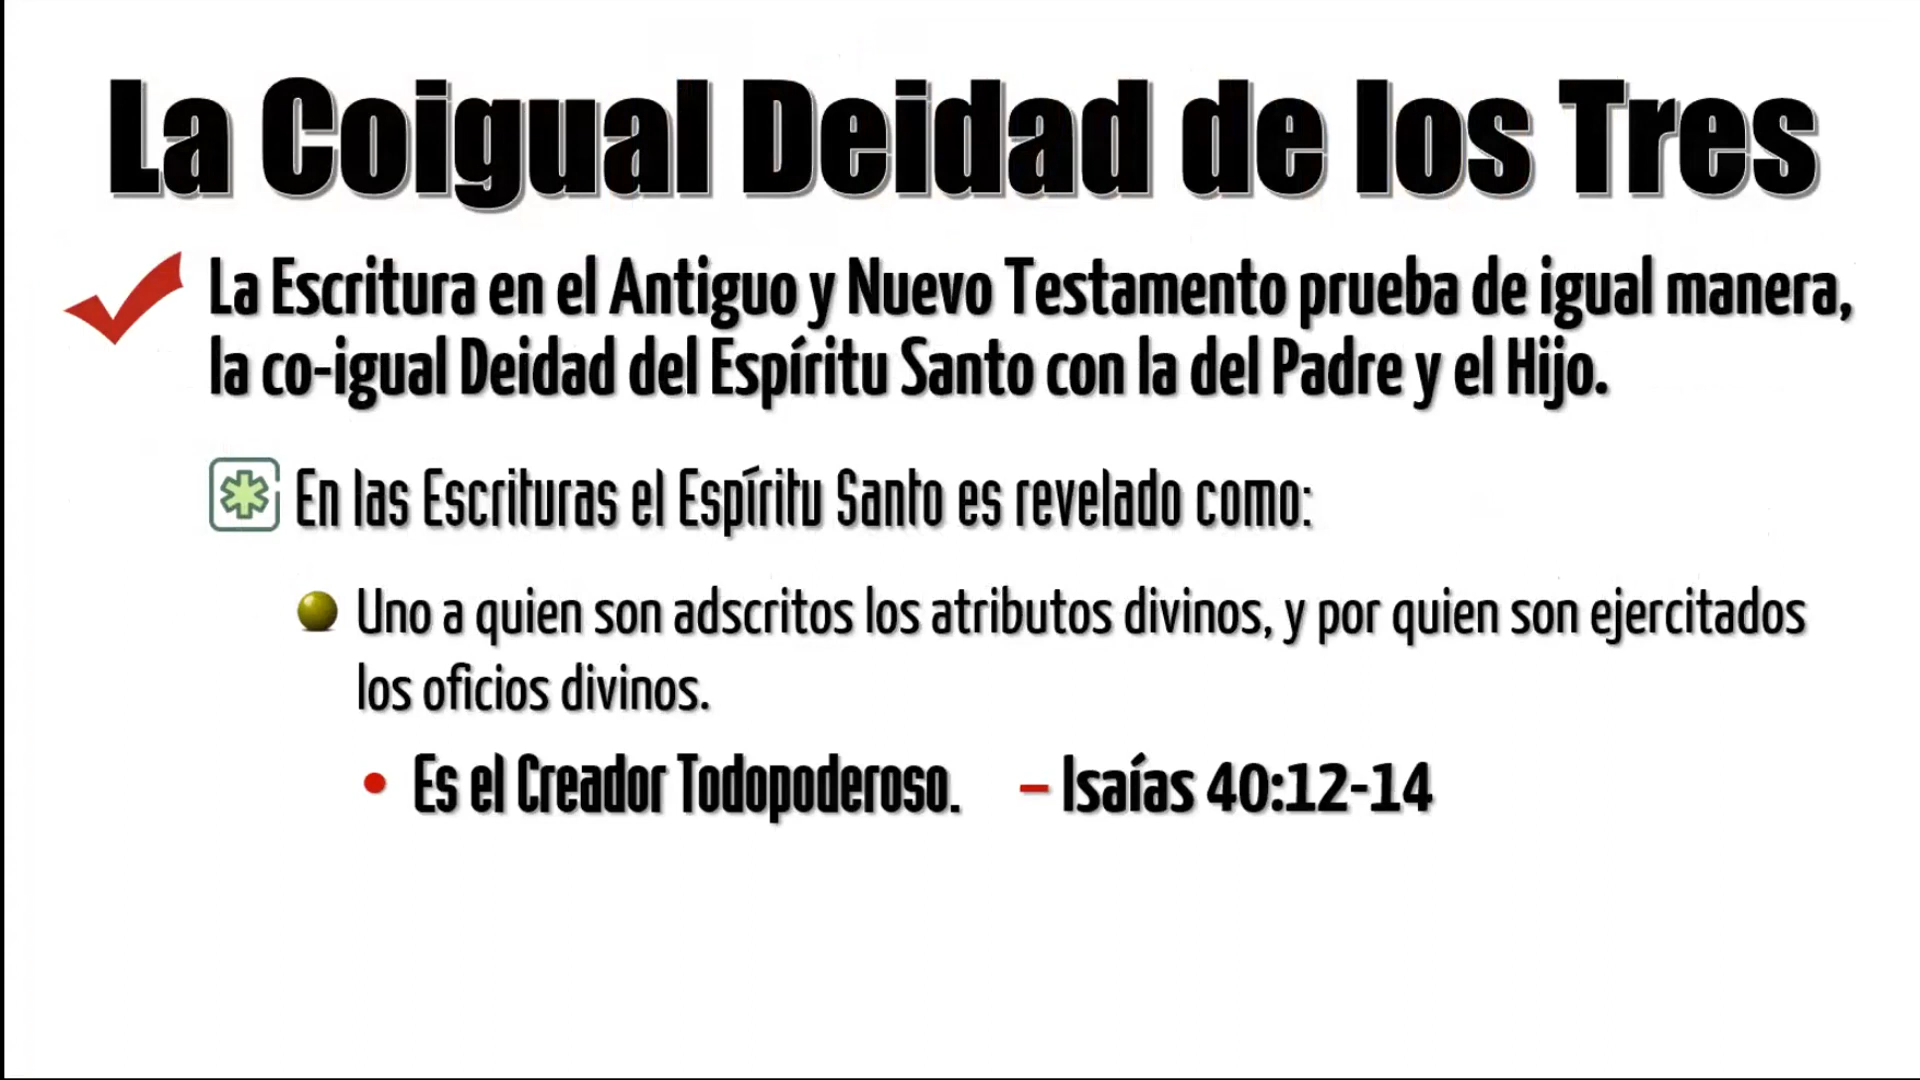 La Coigual Deidad de los Tres
La Escritura en el Antiguo y Nuevo Testamento prueba de igual manera,
la co-igual Deidad del Espíritu Santo con la del Padre y el Hijo.
En las Escrituras el Espíritu Santo es revelado como:
Uno a quien son adscritos los atributos divinos, y por quien son ejercitados
los oficios divinos.
• Es el Creador Todopoderoso. – Isaías 40:12-14